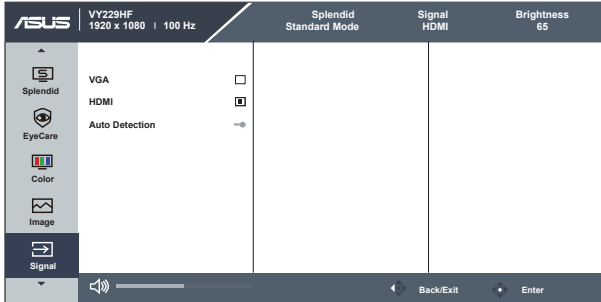 ASUS
VY229HF
1920 x 1080 | 100 Hz
Splendid
Standard Mode
Signal
HDMI
Brightness
65
Splendid
EyeCare
Color
Image
Signal
VGA
HDMI
Auto Detection
Back/Exit
Enter